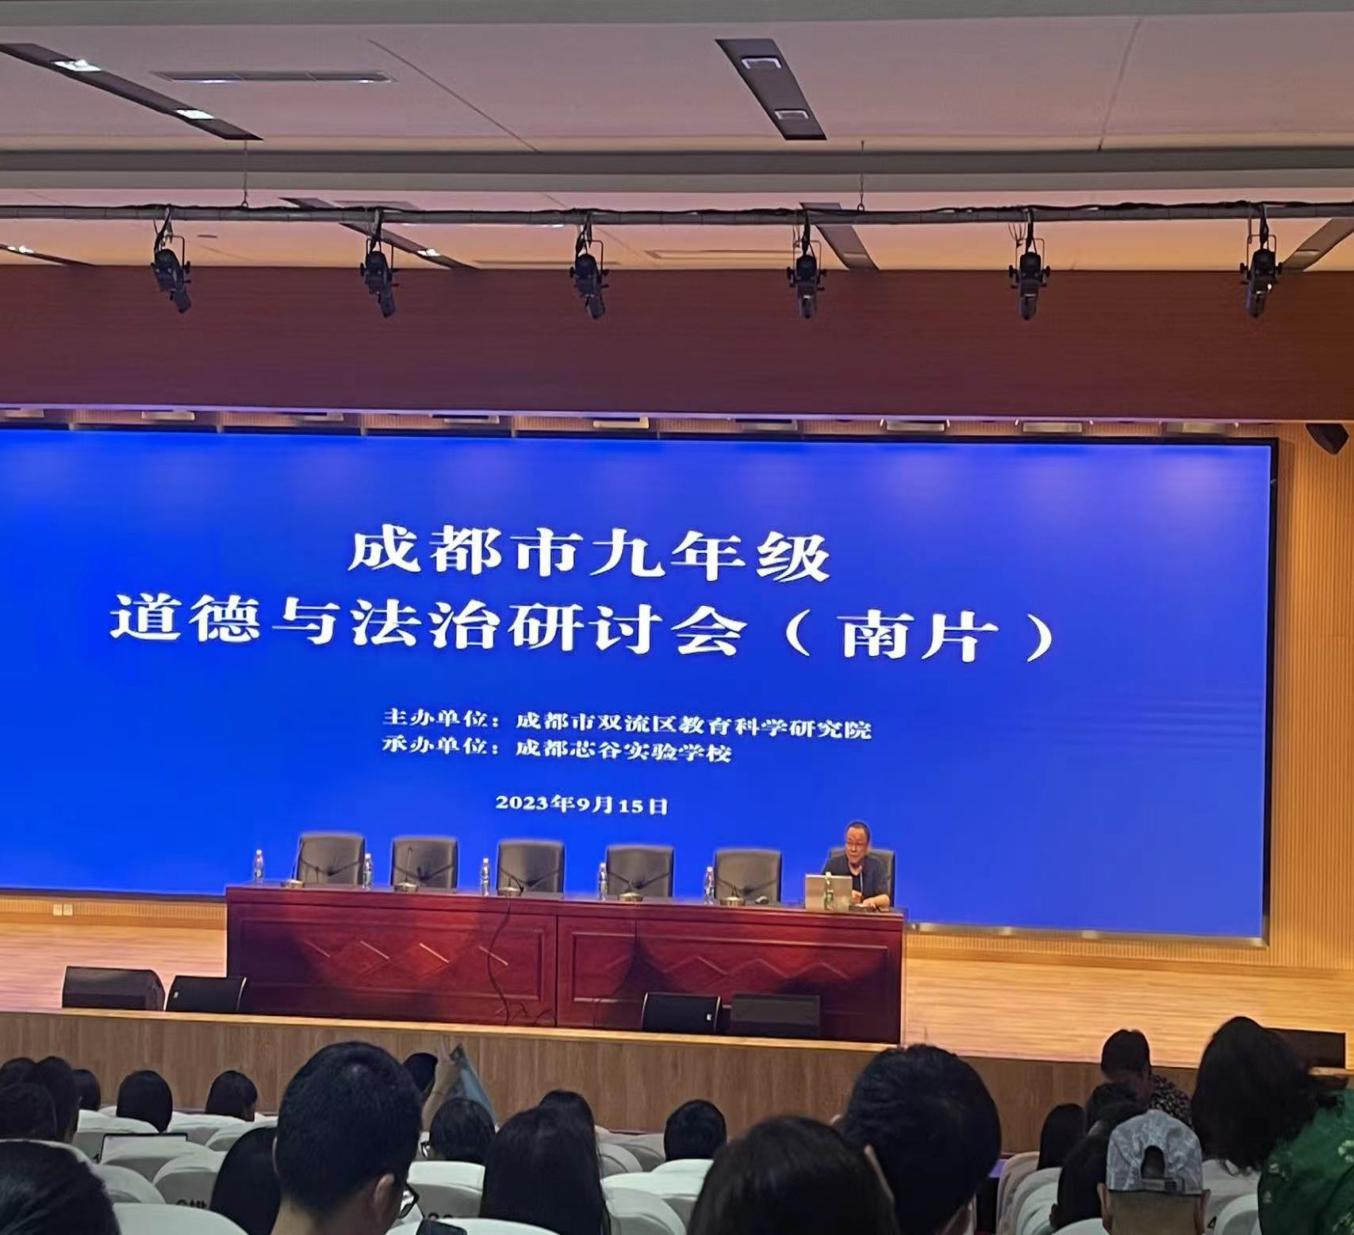 成都市九年级
道德与法治研讨会（南片）
主办单位：成都市双流区教育科学研究院
承办单位：成都芯谷实验学校
2023年9月15日